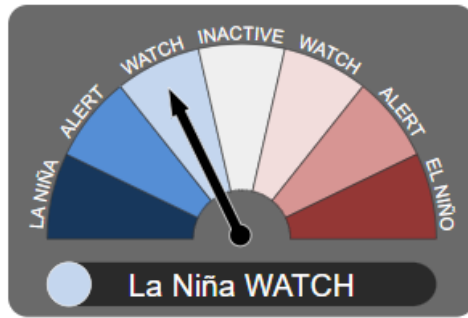 LA NIÑA
ALERT
WATCH
INACTIVE
WATCH
ALERT
EL NIÑO
La Niña WATCH